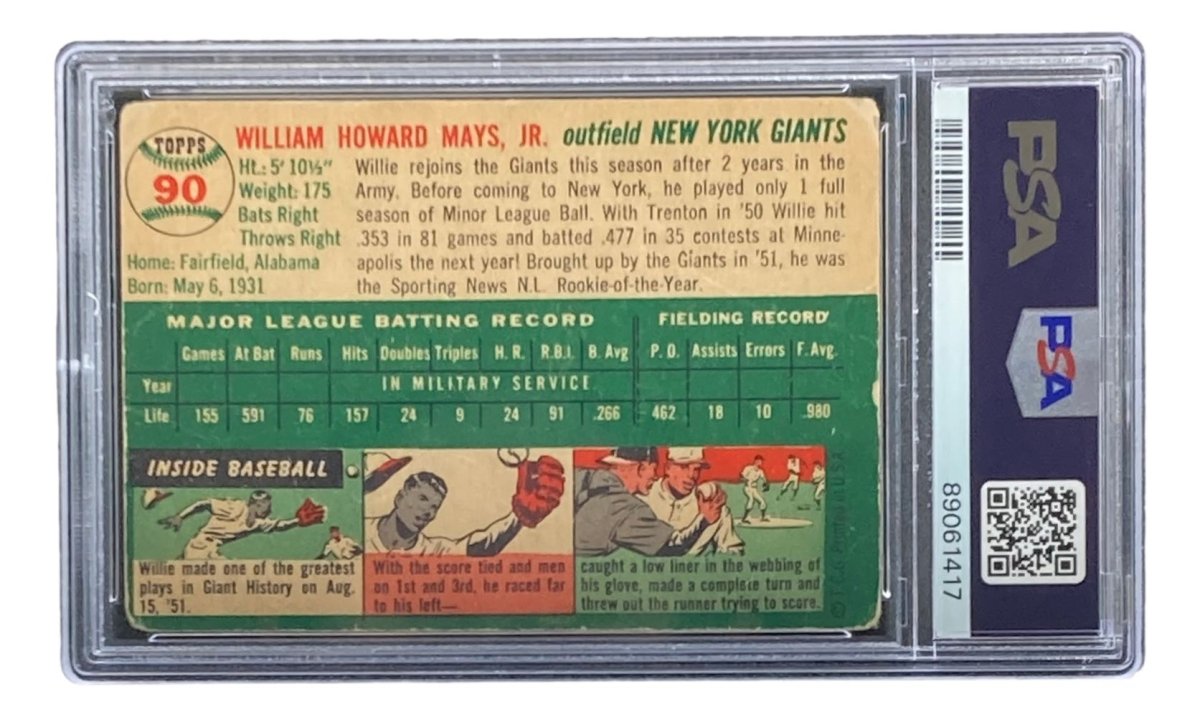 TOPPS
90
WILLIAM HOWARD MAYS, JR. outfield NEW YORK GIANTS
Ht.: 5' 10½"
Weight: 175
Bats Right
Throws Right
Home: Fairfield, Alabama
Born: May 6, 1931
Willie rejoins the Giants this season after 2 years in the
Army. Before coming to New York, he played only 1 full
season of Minor League Ball. With Trenton in '50 Willie hit
.353 in 81 games and batted .477 in 35 contests at Minne-
apolis the next year! Brought up by the Giants in '51, he was
the Sporting News N.L. Rookie-of-the-Year.
MAJOR LEAGUE BATTING RECORD FIELDING RECORD
Games At Bat Runs Hits Doubles Triples H. R. R.B.I. B. Avg P. O. Assists Errors F. Avg.
Year IN MILITARY SERVICE
Life 155 591 76 157 24 9 24 91 .266 462 18 10 .980
INSIDE BASEBALL
Willie made one of the greatest
plays in Giant History on Aug.
15, '51.
With the score tied and men
on 1st and 3rd, he raced far
to his left—
caught a low liner in the webbing of
his glove, made a complete turn and
threw out the runner trying to score.
© T.C.G. Printed in U.S.A.
PSA
PSA
89061417